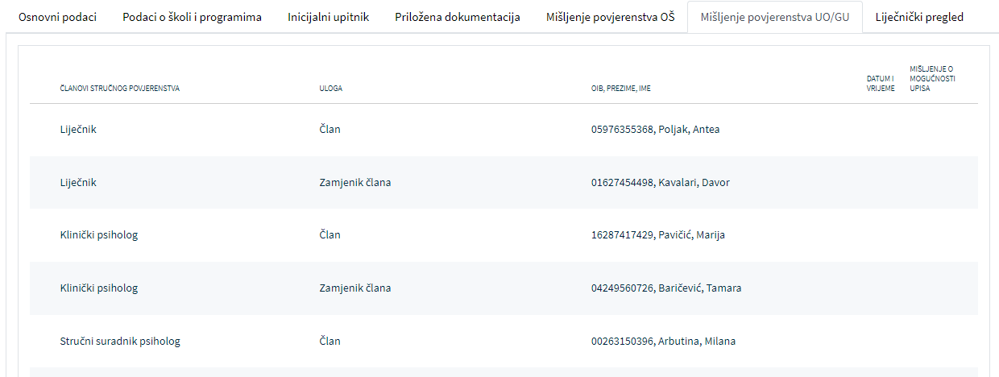 Osnovni podaci Podaci o školi i programima Inicijalni upitnik Priložena dokumentacija Mišljenje povjerenstva OŠ Mišljenje povjerenstva UO/GU Liječnički pregled
ČLANOVI STRUČNOG POVJERENSTVA ULOGA OIB, PREZIME, IME DATUM I VRIJEME MIŠLJENJE O MOGUĆNOSTI UPISA
Liječnik Član 05976355368, Poljak, Antea
Liječnik Zamjenik člana 01627454498, Kavalari, Davor
Klinički psiholog Član 16287417429, Pavičić, Marija
Klinički psiholog Zamjenik člana 04249560726, Baričević, Tamara
Stručni suradnik psiholog Član 00263150396, Arbutina, Milana